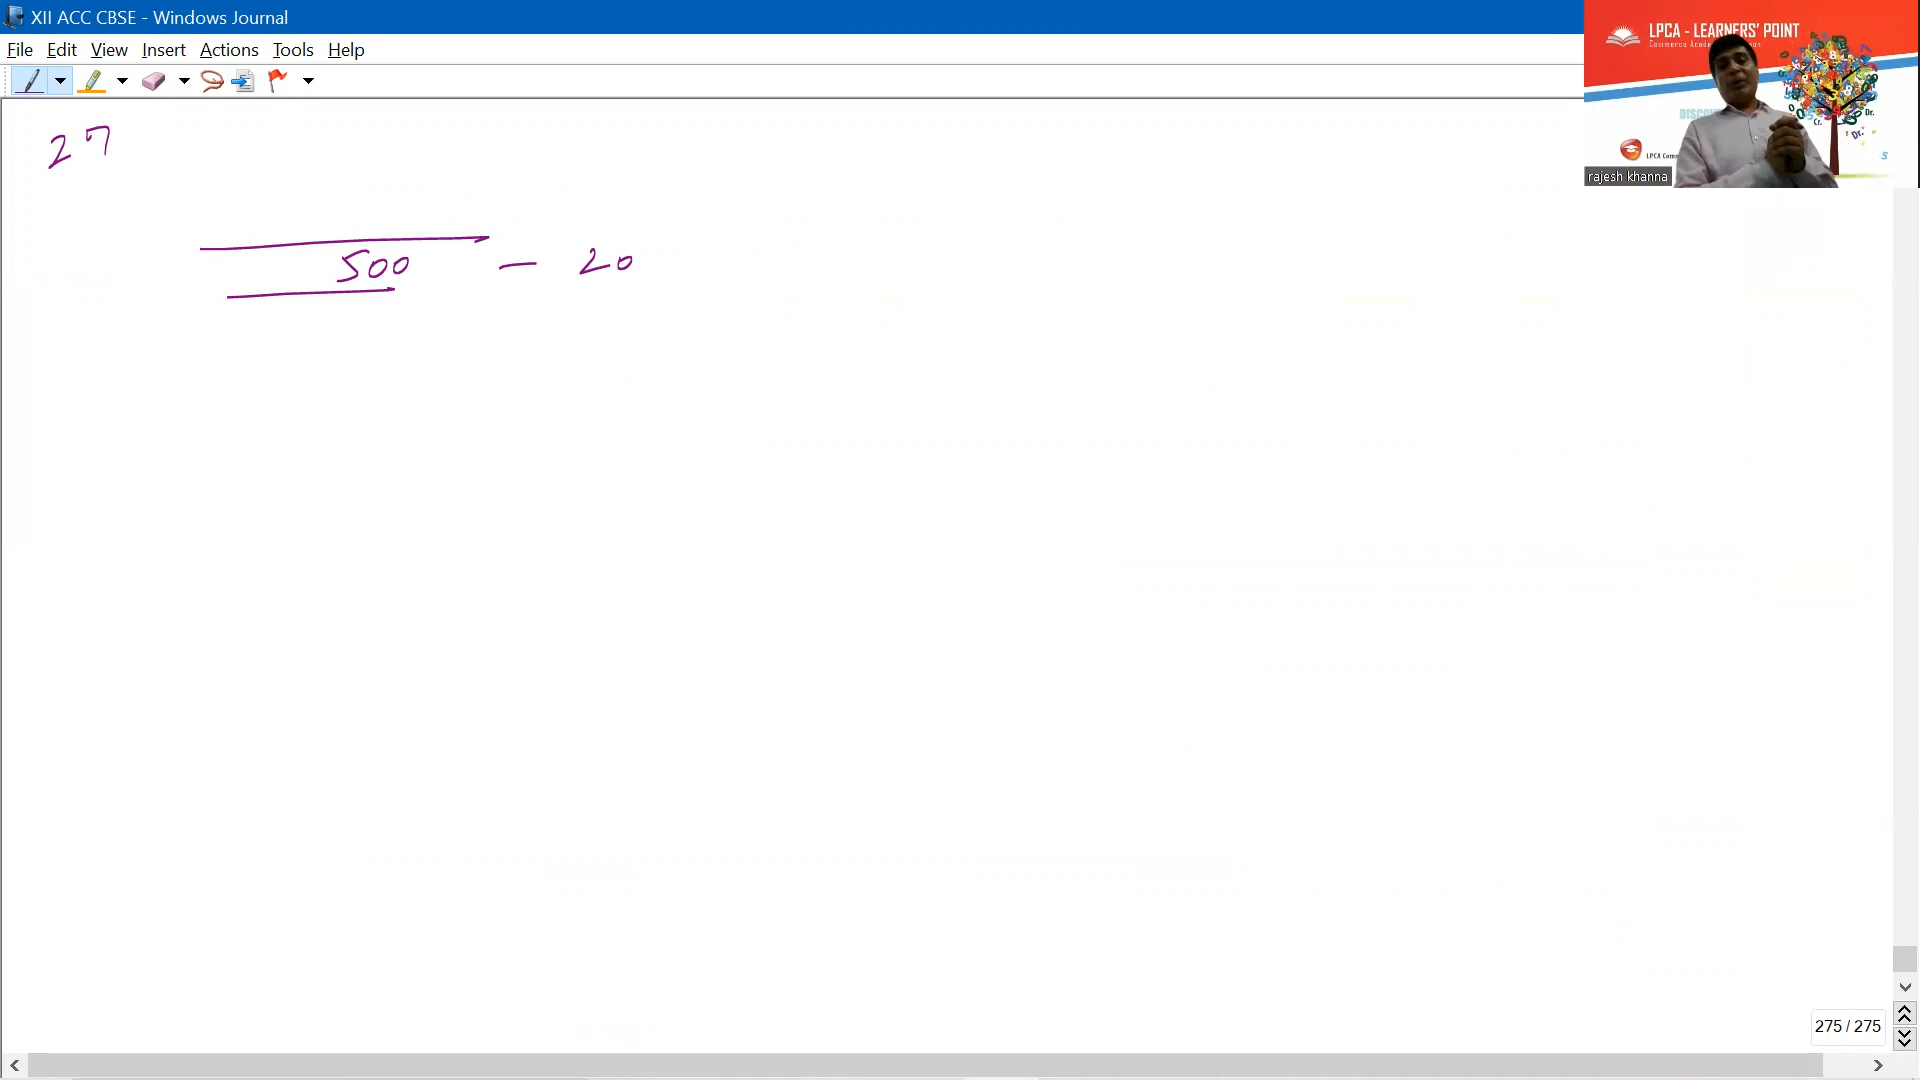 XII ACC CBSE - Windows Journal
File Edit View Insert Actions Tools Help
LPCA - LEARNERS' POINT
rajesh khanna
27
500 - 20
275 / 275